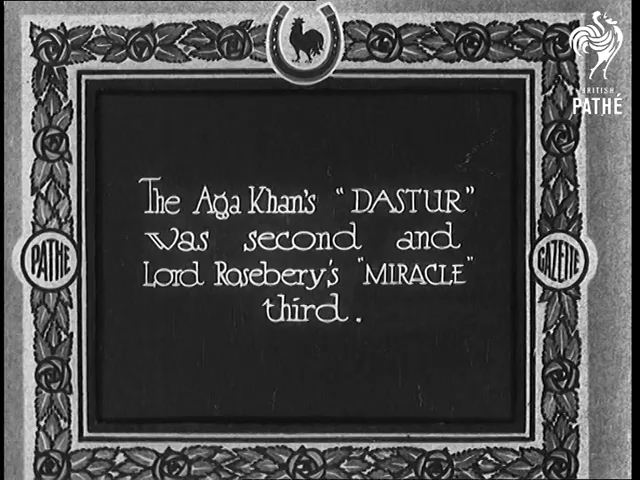 BRITISH
PATHÉ
The Aga Khan's "DASTUR"
was second and
Lord Rosebery's "MIRACLE"
third.
PATHE
GAZETTE